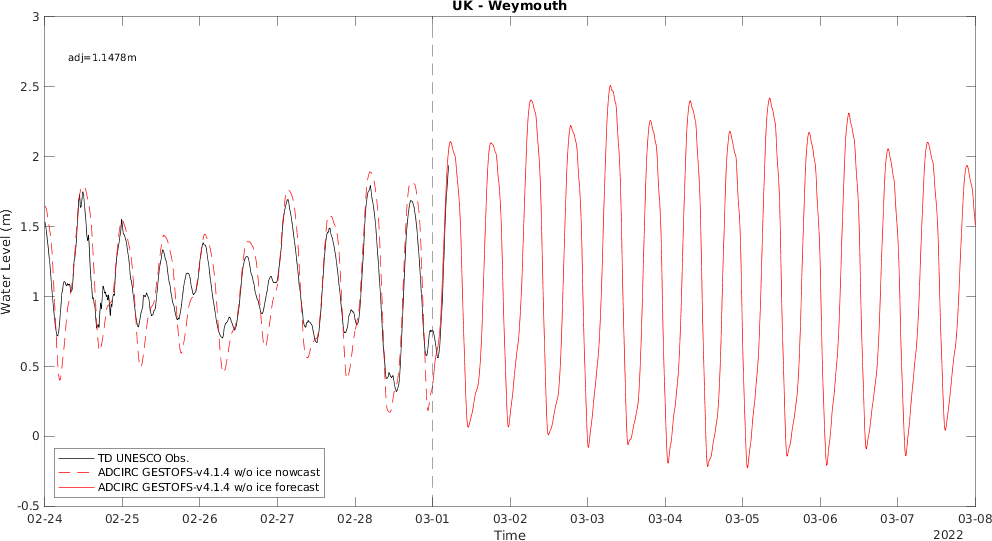 UK - Weymouth
adj=1.1478m
3
2.5
2
1.5
1
0.5
0
-0.5
Water Level (m)
TD UNESCO Obs.
ADCIRC GESTOFS-v4.1.4 w/o ice nowcast
ADCIRC GESTOFS-v4.1.4 w/o ice forecast
02-24 02-25 02-26 02-27 02-28 03-01 03-02 03-03 03-04 03-05 03-06 03-07 03-08
Time
2022